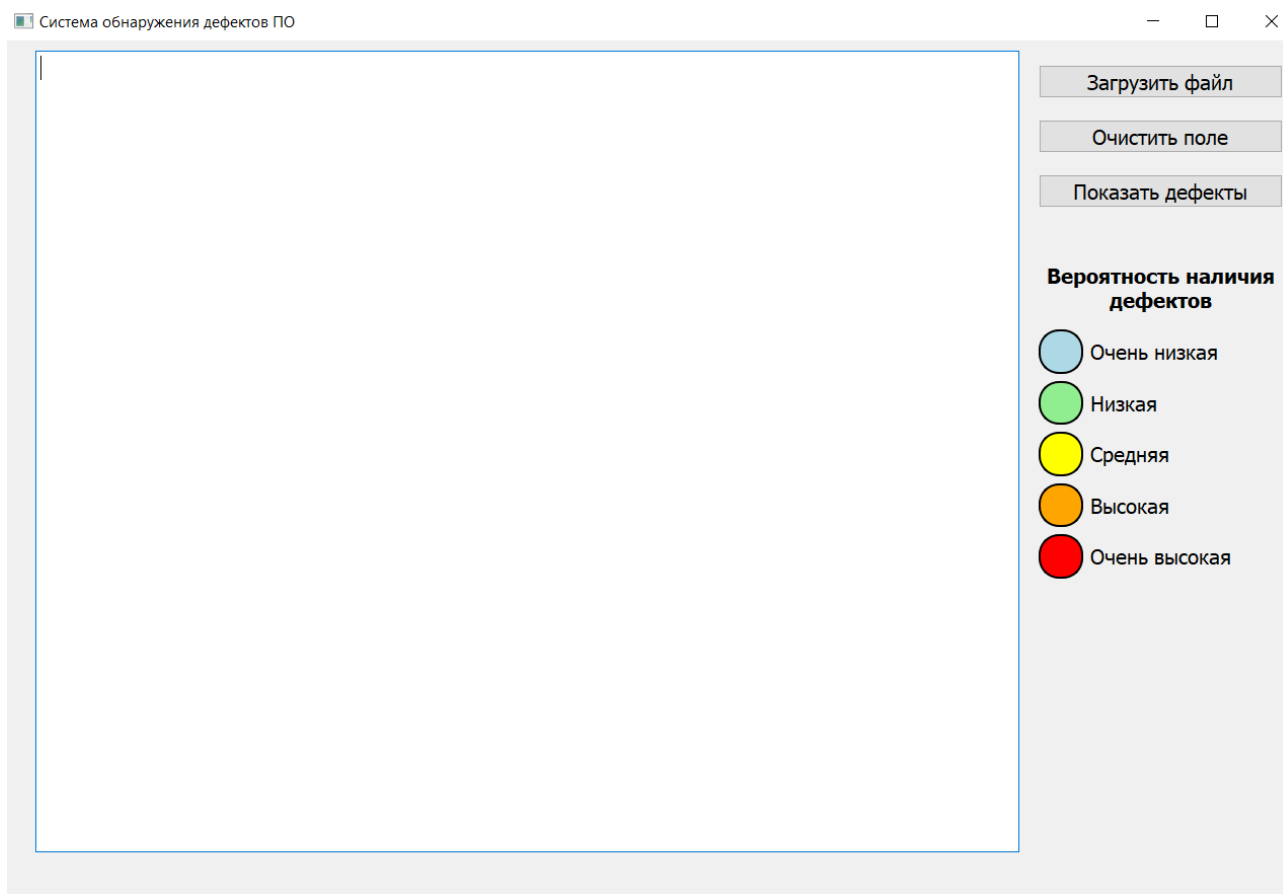 Система обнаружения дефектов ПО
Загрузить файл
Очистить поле
Показать дефекты
Вероятность наличия
дефектов
Очень низкая
Низкая
Средняя
Высокая
Очень высокая